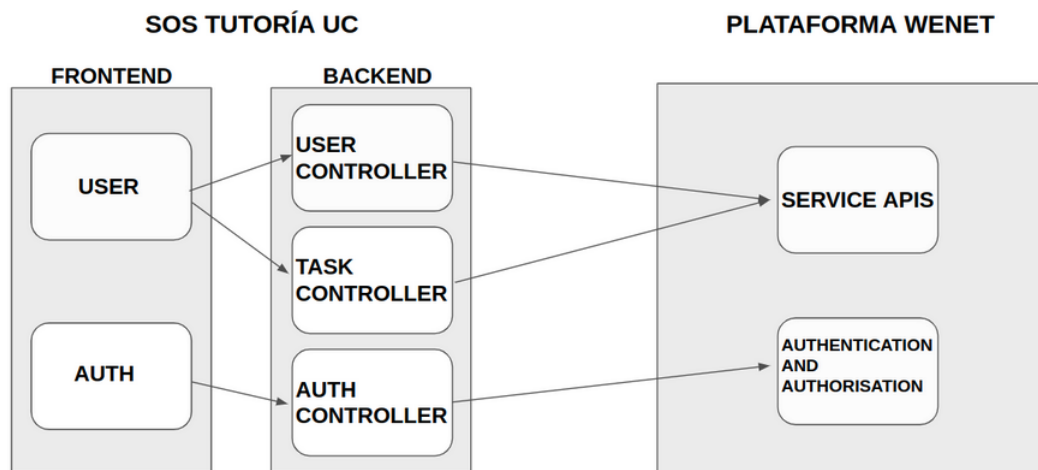 SOS TUTORÍA UC
PLATAFORMA WENET
FRONTEND
BACKEND
USER
AUTH
USER
CONTROLLER
TASK
CONTROLLER
AUTH
CONTROLLER
SERVICE APIS
AUTHENTICATION
AND
AUTHORISATION